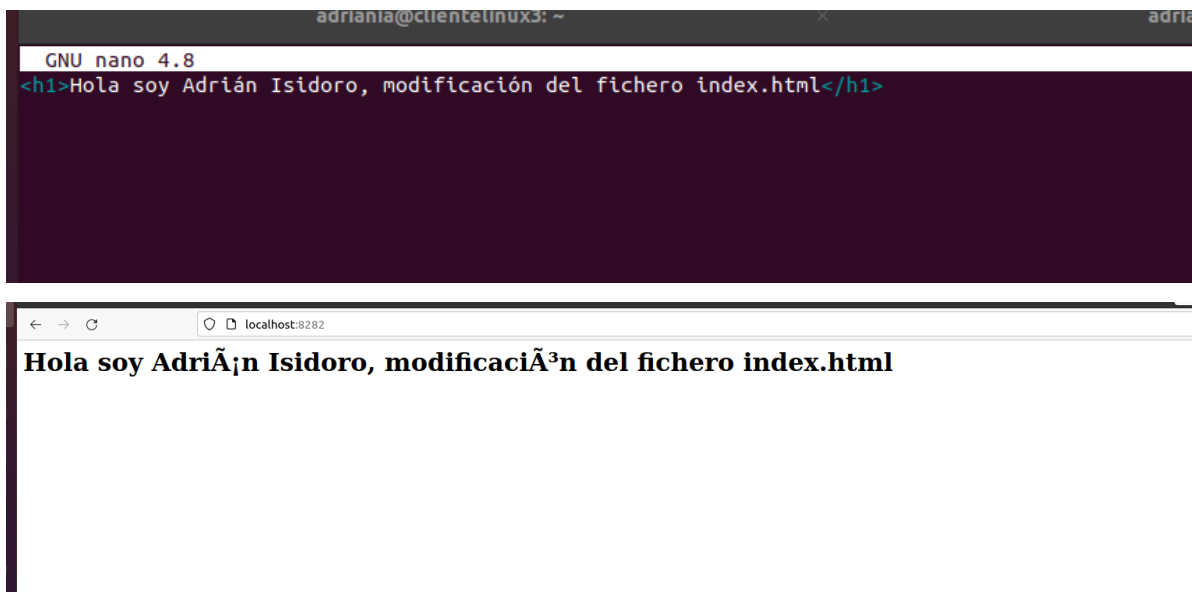 adriania@clientelinux3: ~ × adria
GNU nano 4.8
<h1>Hola soy Adrián Isidoro, modificación del fichero index.html</h1>
localhost:8282
Hola soy AdriÃ¡n Isidoro, modificaciÃ³n del fichero index.html